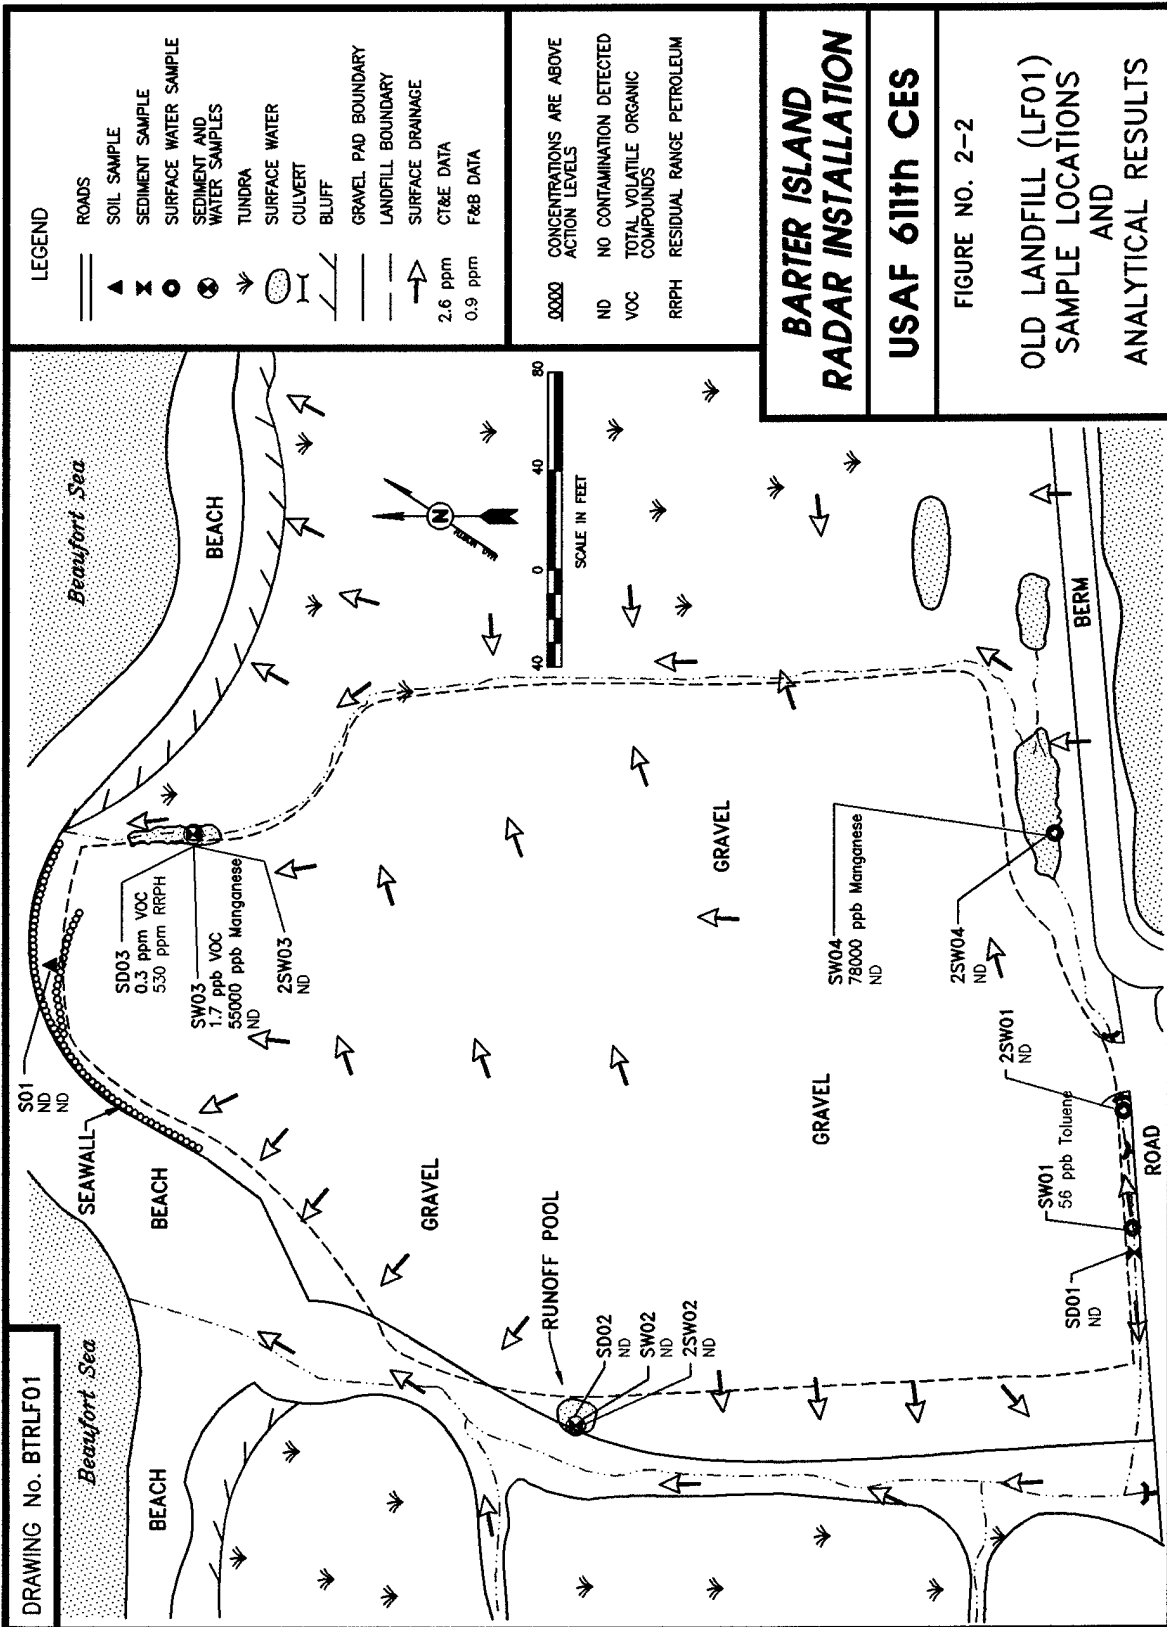 DRAWING No. BTRLF01
Beaufort Sea
Beaufort Sea
BEACH
BEACH
BEACH
SEAWALL
S01
ND
ND
SD03
0.3 ppm VOC
530 ppm RRPH
SW03
1.7 ppb VOC
55000 ppb Manganese
ND
2SW03
ND
GRAVEL
GRAVEL
GRAVEL
RUNOFF POOL
SD02
ND
SW02
ND
2SW02
ND
SW04
78000 ppb Manganese
ND
2SW04
ND
2SW01
ND
SW01
56 ppb Toluene
SD01
ND
ROAD
BERM
N
40
0
40
80
SCALE IN FEET
LEGEND
ROADS
SOIL SAMPLE
SEDIMENT SAMPLE
SURFACE WATER SAMPLE
SEDIMENT AND
WATER SAMPLES
TUNDRA
SURFACE WATER
CULVERT
BLUFF
GRAVEL PAD BOUNDARY
LANDFILL BOUNDARY
SURFACE DRAINAGE
2.6 ppm CT&E DATA
0.9 ppm F&B DATA
0000 CONCENTRATIONS ARE ABOVE
ACTION LEVELS
ND NO CONTAMINATION DETECTED
VOC TOTAL VOLATILE ORGANIC
COMPOUNDS
RRPH RESIDUAL RANGE PETROLEUM
BARTER ISLAND
RADAR INSTALLATION
USAF 611th CES
FIGURE NO. 2-2
OLD LANDFILL (LF01)
SAMPLE LOCATIONS
AND
ANALYTICAL RESULTS